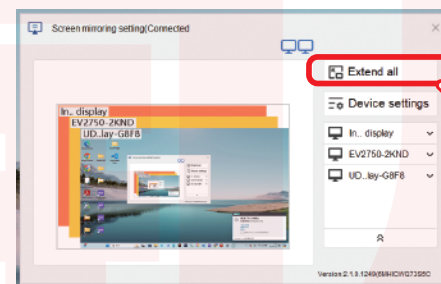 Screen mirroring setting(Connected
Extend all
Device settings
In.. display
EV2750-2KND
UD..lay-G8F8
In.. display
EV2750-2KND
UD..lay-G8F8